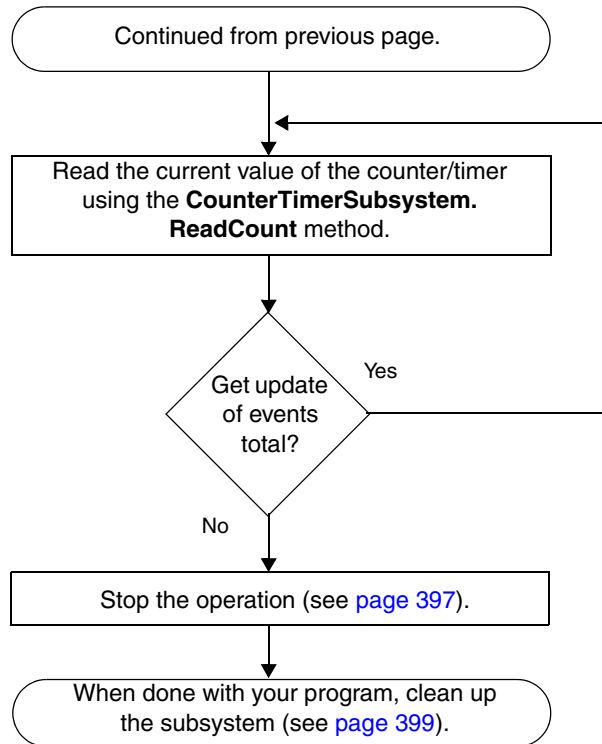 Continued from previous page.
Read the current value of the counter/timer
using the CounterTimerSubsystem.
ReadCount method.
Get update
of events
total?
Yes
No
Stop the operation (see page 397).
When done with your program, clean up
the subsystem (see page 399).